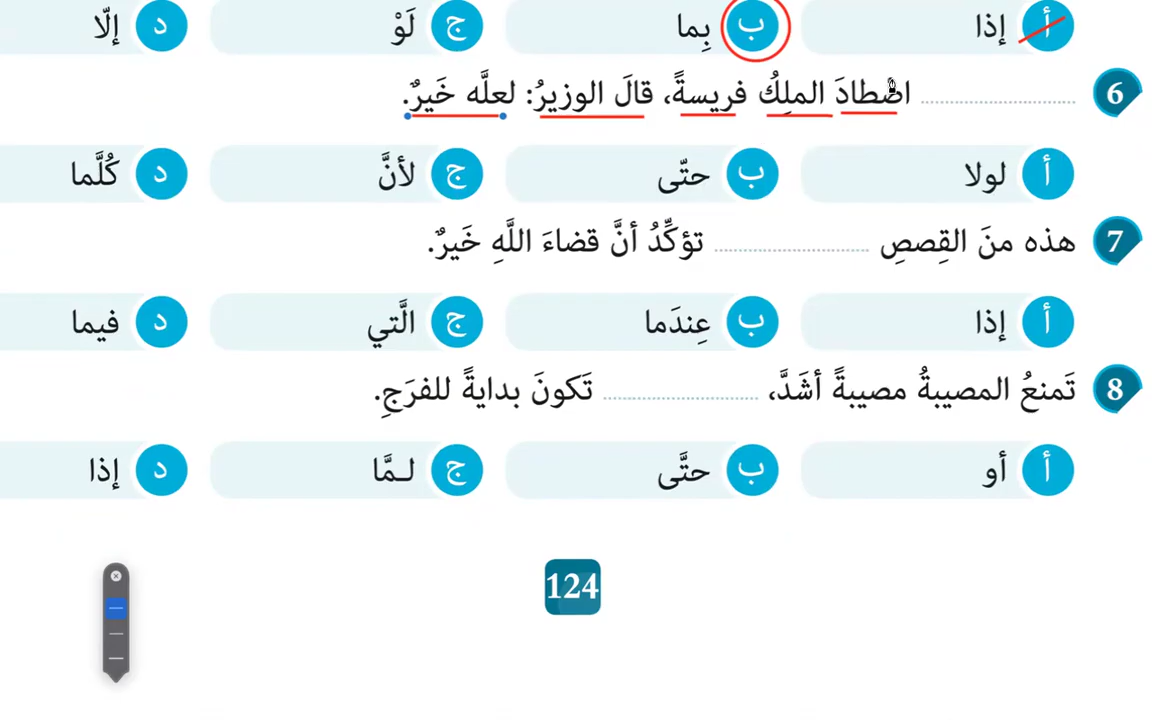 أ إذا ب بِما ج لَوْ د إلّا
6 .............................. اصْطادَ الملِكُ فريسةً، قالَ الوزيرُ: لعلَّه خَيرٌ.
أ لولا ب حتّى ج لأنَّ د كُلَّما
7 هذه منَ القِصصِ .............................. تؤكِّدُ أنَّ قضاءَ اللَّهِ خَيرٌ.
أ إذا ب عِندَما ج الَّتي د فيما
8 تَمنعُ المصيبةُ مصيبةً أشَدَّ، .............................. تَكونَ بدايةً للفرَجِ.
أ أو ب حتَّى ج لـمَّا د إذا
124